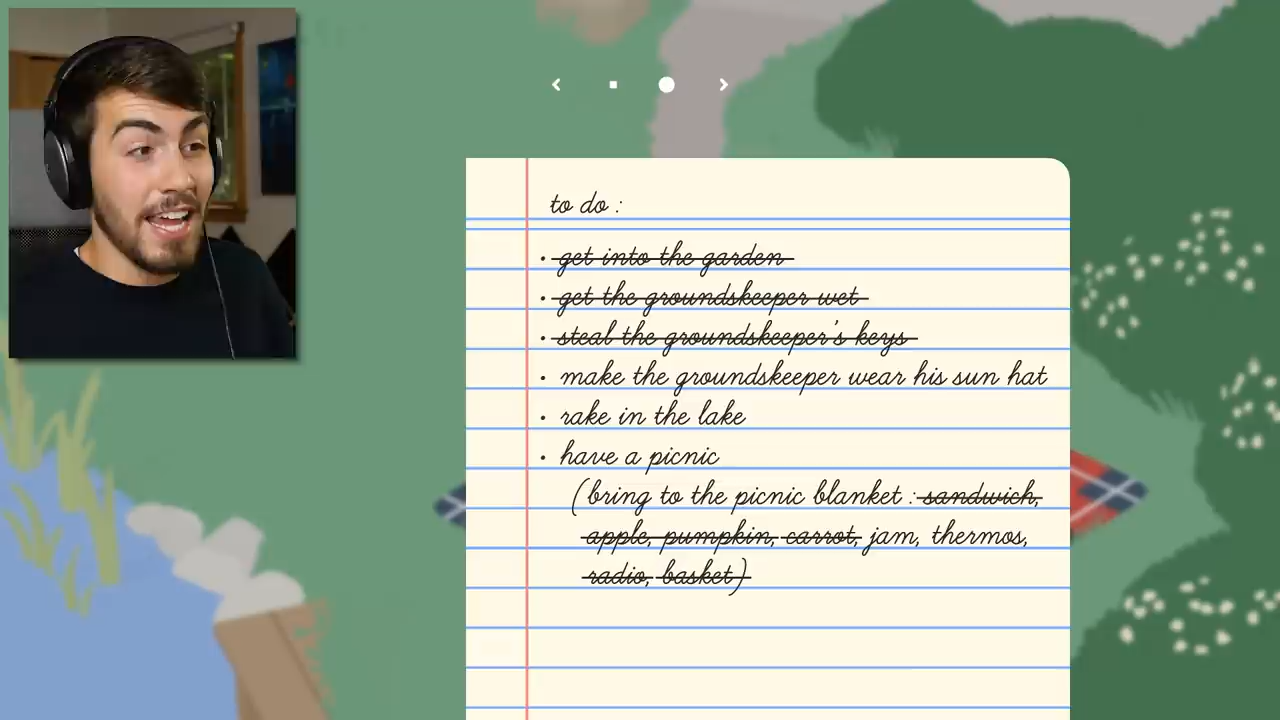 to do :
• get into the garden
• get the groundskeeper wet
• steal the groundskeeper's keys
• make the groundskeeper wear his sun hat
• rake in the lake
• have a picnic
(bring to the picnic blanket : sandwich,
apple, pumpkin, carrot, jam, thermos,
radio, basket)